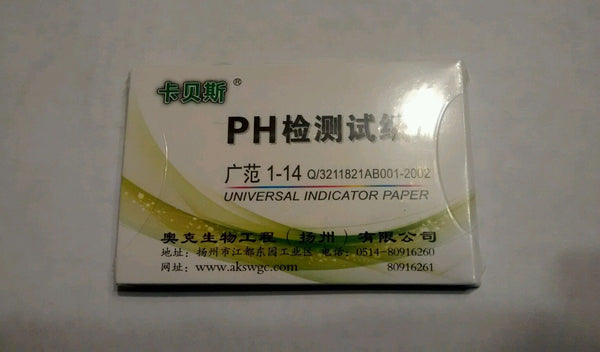 卡贝斯®
PH检测试纸
广范 1-14 Q/3211821AB001-2002
UNIVERSAL INDICATOR PAPER
奥克生物工程（扬州）有限公司
地址：扬州市江都东园工业区 电话：0514-80916260
网址：www.akswgc.com 80916261